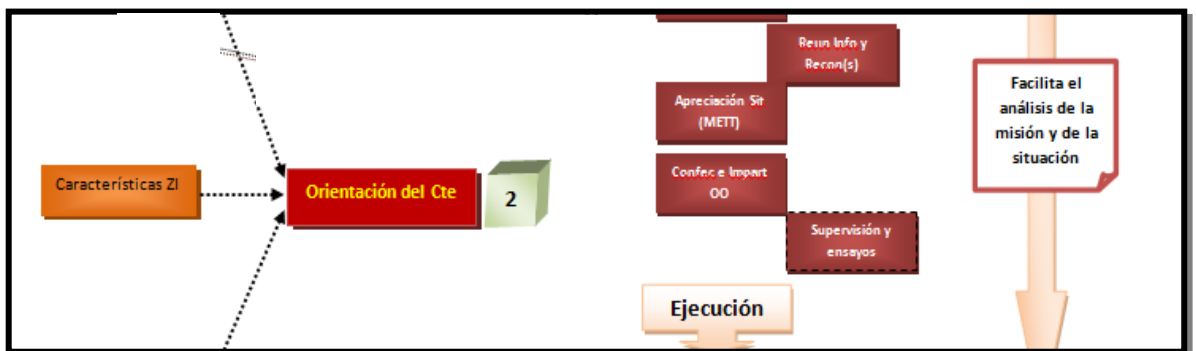 Reun Info y
Recon(s)
Facilita el
análisis de la
misión y de la
situación
Apreciación Sit
(METT)
Características ZI
Orientación del Cte
2
Confec e Impart
OO
Supervisión y
ensayos
Ejecución